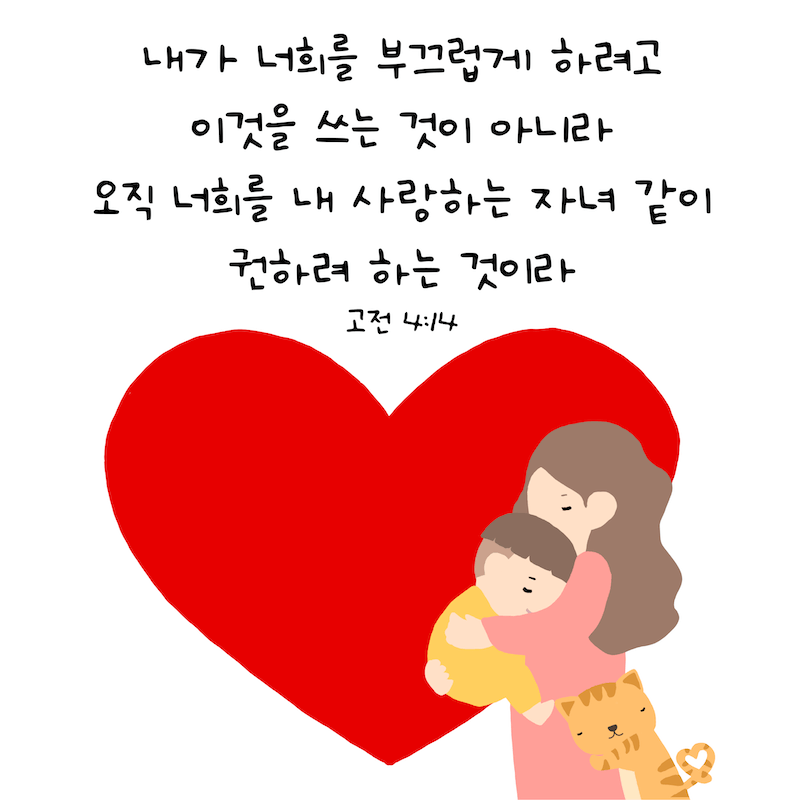 내가 너희를 부끄럽게 하려고
이것을 쓰는 것이 아니라
오직 너희를 내 사랑하는 자녀 같이
권하려 하는 것이라
고전 4:14